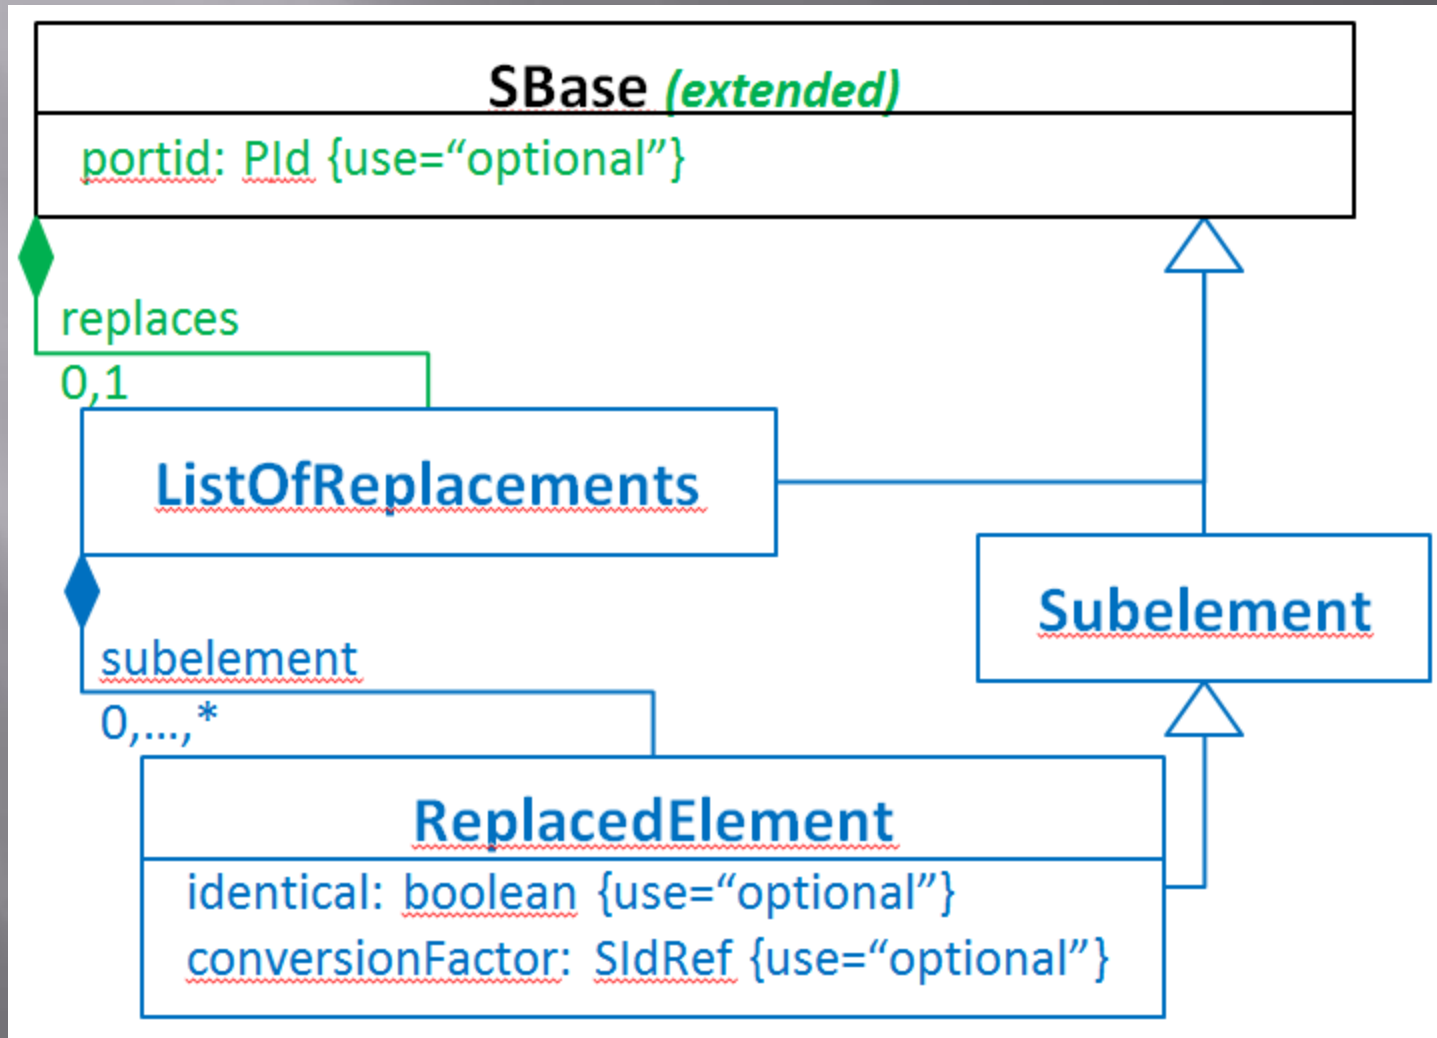 SBase (extended)
portid: PId {use=“optional”}
replaces
0,1
ListOfReplacements
Subelement
subelement
0,...,*
ReplacedElement
identical: boolean {use=“optional”}
conversionFactor: SIdRef {use=“optional”}